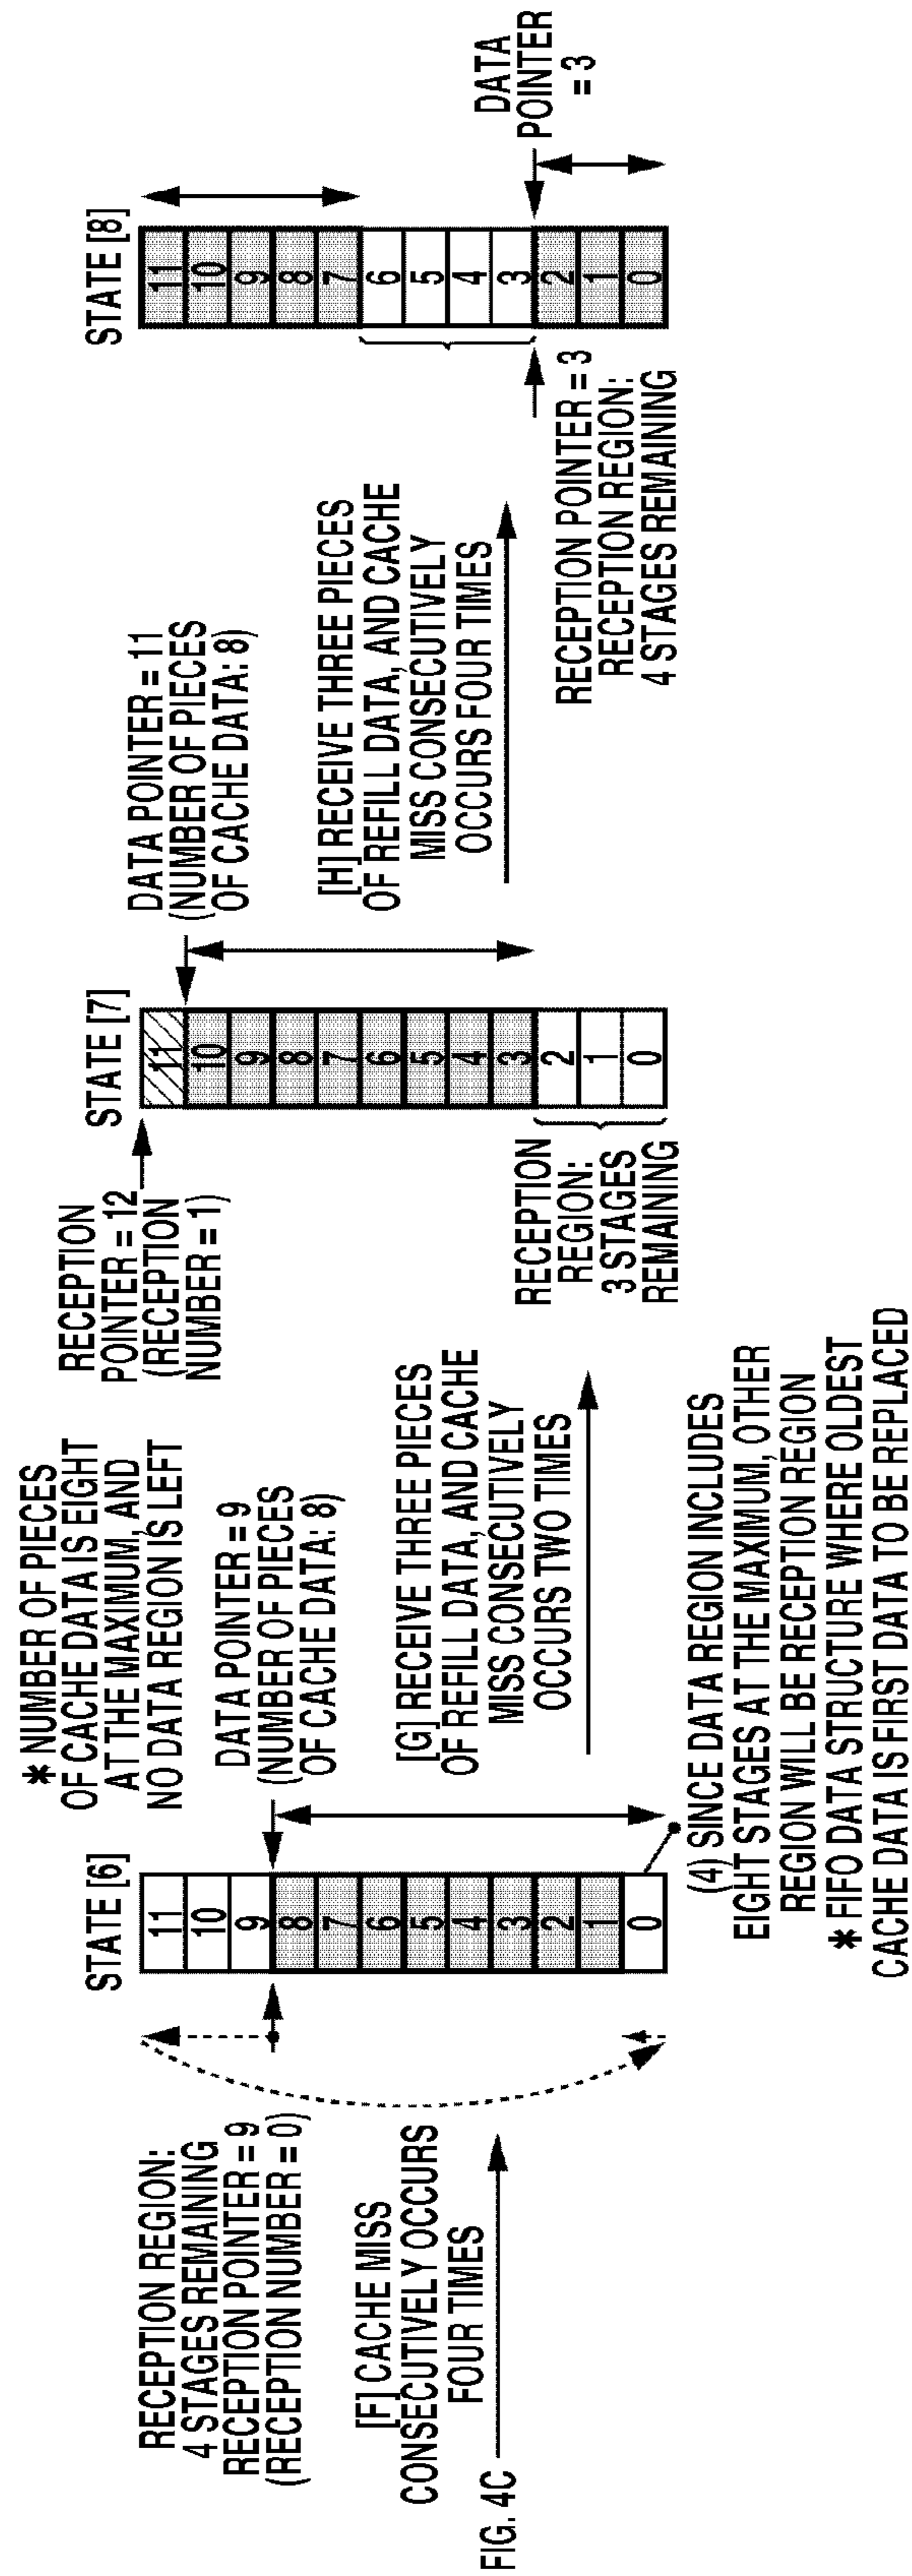 FIG. 4C
[F] CACHE MISS
CONSECUTIVELY OCCURS
FOUR TIMES
RECEPTION REGION:
4 STAGES REMAINING
RECEPTION POINTER = 9
(RECEPTION NUMBER = 0)
STATE [6]
11
10
9
8
7
6
5
4
3
2
1
0
* NUMBER OF PIECES
OF CACHE DATA IS EIGHT
AT THE MAXIMUM, AND
NO DATA REGION IS LEFT
DATA POINTER = 9
(NUMBER OF PIECES
OF CACHE DATA: 8)
[G] RECEIVE THREE PIECES
OF REFILL DATA, AND CACHE
MISS CONSECUTIVELY
OCCURS TWO TIMES
(4) SINCE DATA REGION INCLUDES
EIGHT STAGES AT THE MAXIMUM, OTHER
REGION WILL BE RECEPTION REGION
* FIFO DATA STRUCTURE WHERE OLDEST
CACHE DATA IS FIRST DATA TO BE REPLACED
RECEPTION
POINTER = 12
(RECEPTION
NUMBER = 1)
STATE [7]
11
10
9
8
7
6
5
4
3
2
1
0
RECEPTION
REGION:
3 STAGES
REMAINING
DATA POINTER = 11
(NUMBER OF PIECES
OF CACHE DATA: 8)
[H] RECEIVE THREE PIECES
OF REFILL DATA, AND CACHE
MISS CONSECUTIVELY
OCCURS FOUR TIMES
STATE [8]
11
10
9
8
7
6
5
4
3
2
1
0
RECEPTION POINTER = 3
RECEPTION REGION:
4 STAGES REMAINING
DATA
POINTER
= 3